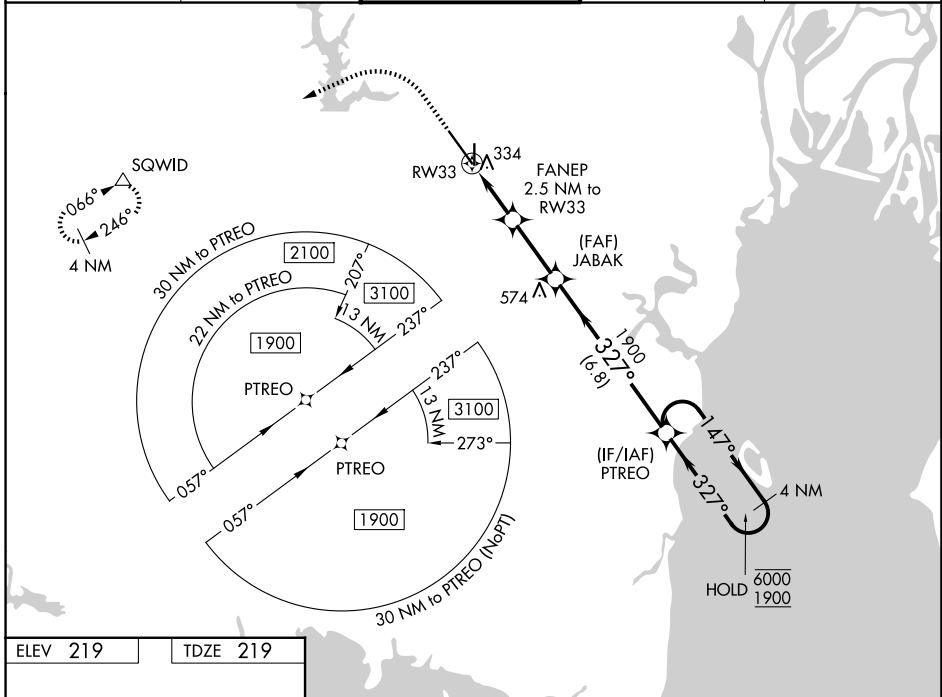 SQWID
066°
246°
4 NM
RW33
334
FANEP
2.5 NM to
RW33
(FAF)
JABAK
574
30 NM to PTREO
2100
207°
22 NM to PTREO
3100
13 NM
237°
1900
PTREO
057°
237°
13 NM
3100
273°
PTREO
057°
1900
30 NM to PTREO (NoPT)
1900
327°
(6.8)
(IF/IAF)
PTREO
147°
327°
4 NM
HOLD
6000
1900
ELEV 219
TDZE 219